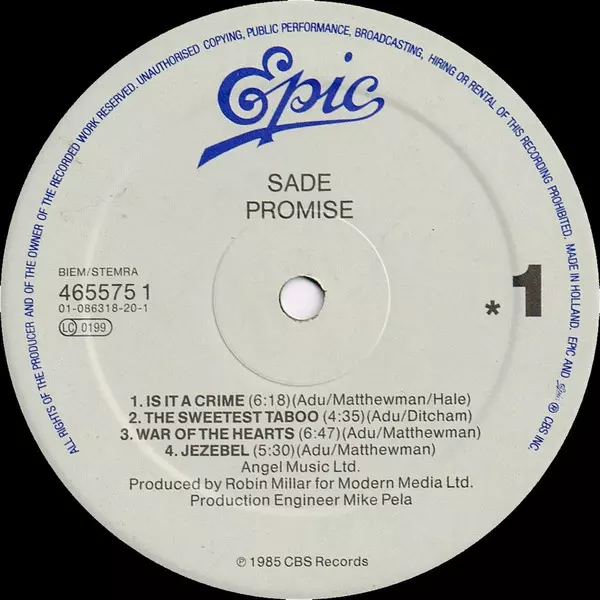 ALL RIGHTS OF THE PRODUCER AND OF THE OWNER OF THE RECORDED WORK RESERVED. UNAUTHORISED COPYING, PUBLIC PERFORMANCE, BROADCASTING, HIRING OR RENTAL OF THIS RECORDING PROHIBITED. MADE IN HOLLAND. EPIC AND Epic ® CBS INC.
Epic
SADE
PROMISE
BIEM/STEMRA
465575 1
01-086318-20-1
LC 0199
* 1
1. IS IT A CRIME (6:18)(Adu/Matthewman/Hale)
2. THE SWEETEST TABOO (4:35)(Adu/Ditcham)
3. WAR OF THE HEARTS (6:47)(Adu/Matthewman)
4. JEZEBEL (5:30)(Adu/Matthewman)
Angel Music Ltd.
Produced by Robin Millar for Modern Media Ltd.
Production Engineer Mike Pela
℗ 1985 CBS Records